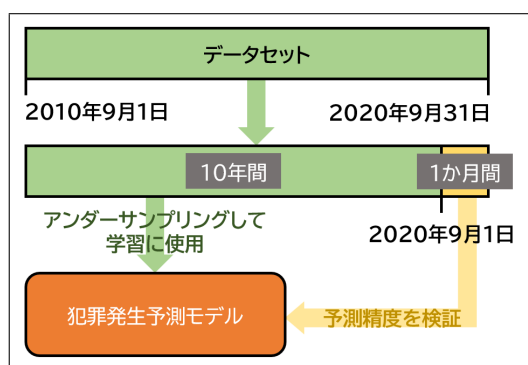 データセット
2010年9月1日
2020年9月31日
10年間
1か月間
アンダーサンプリングして
学習に使用
2020年9月1日
犯罪発生予測モデル
予測精度を検証